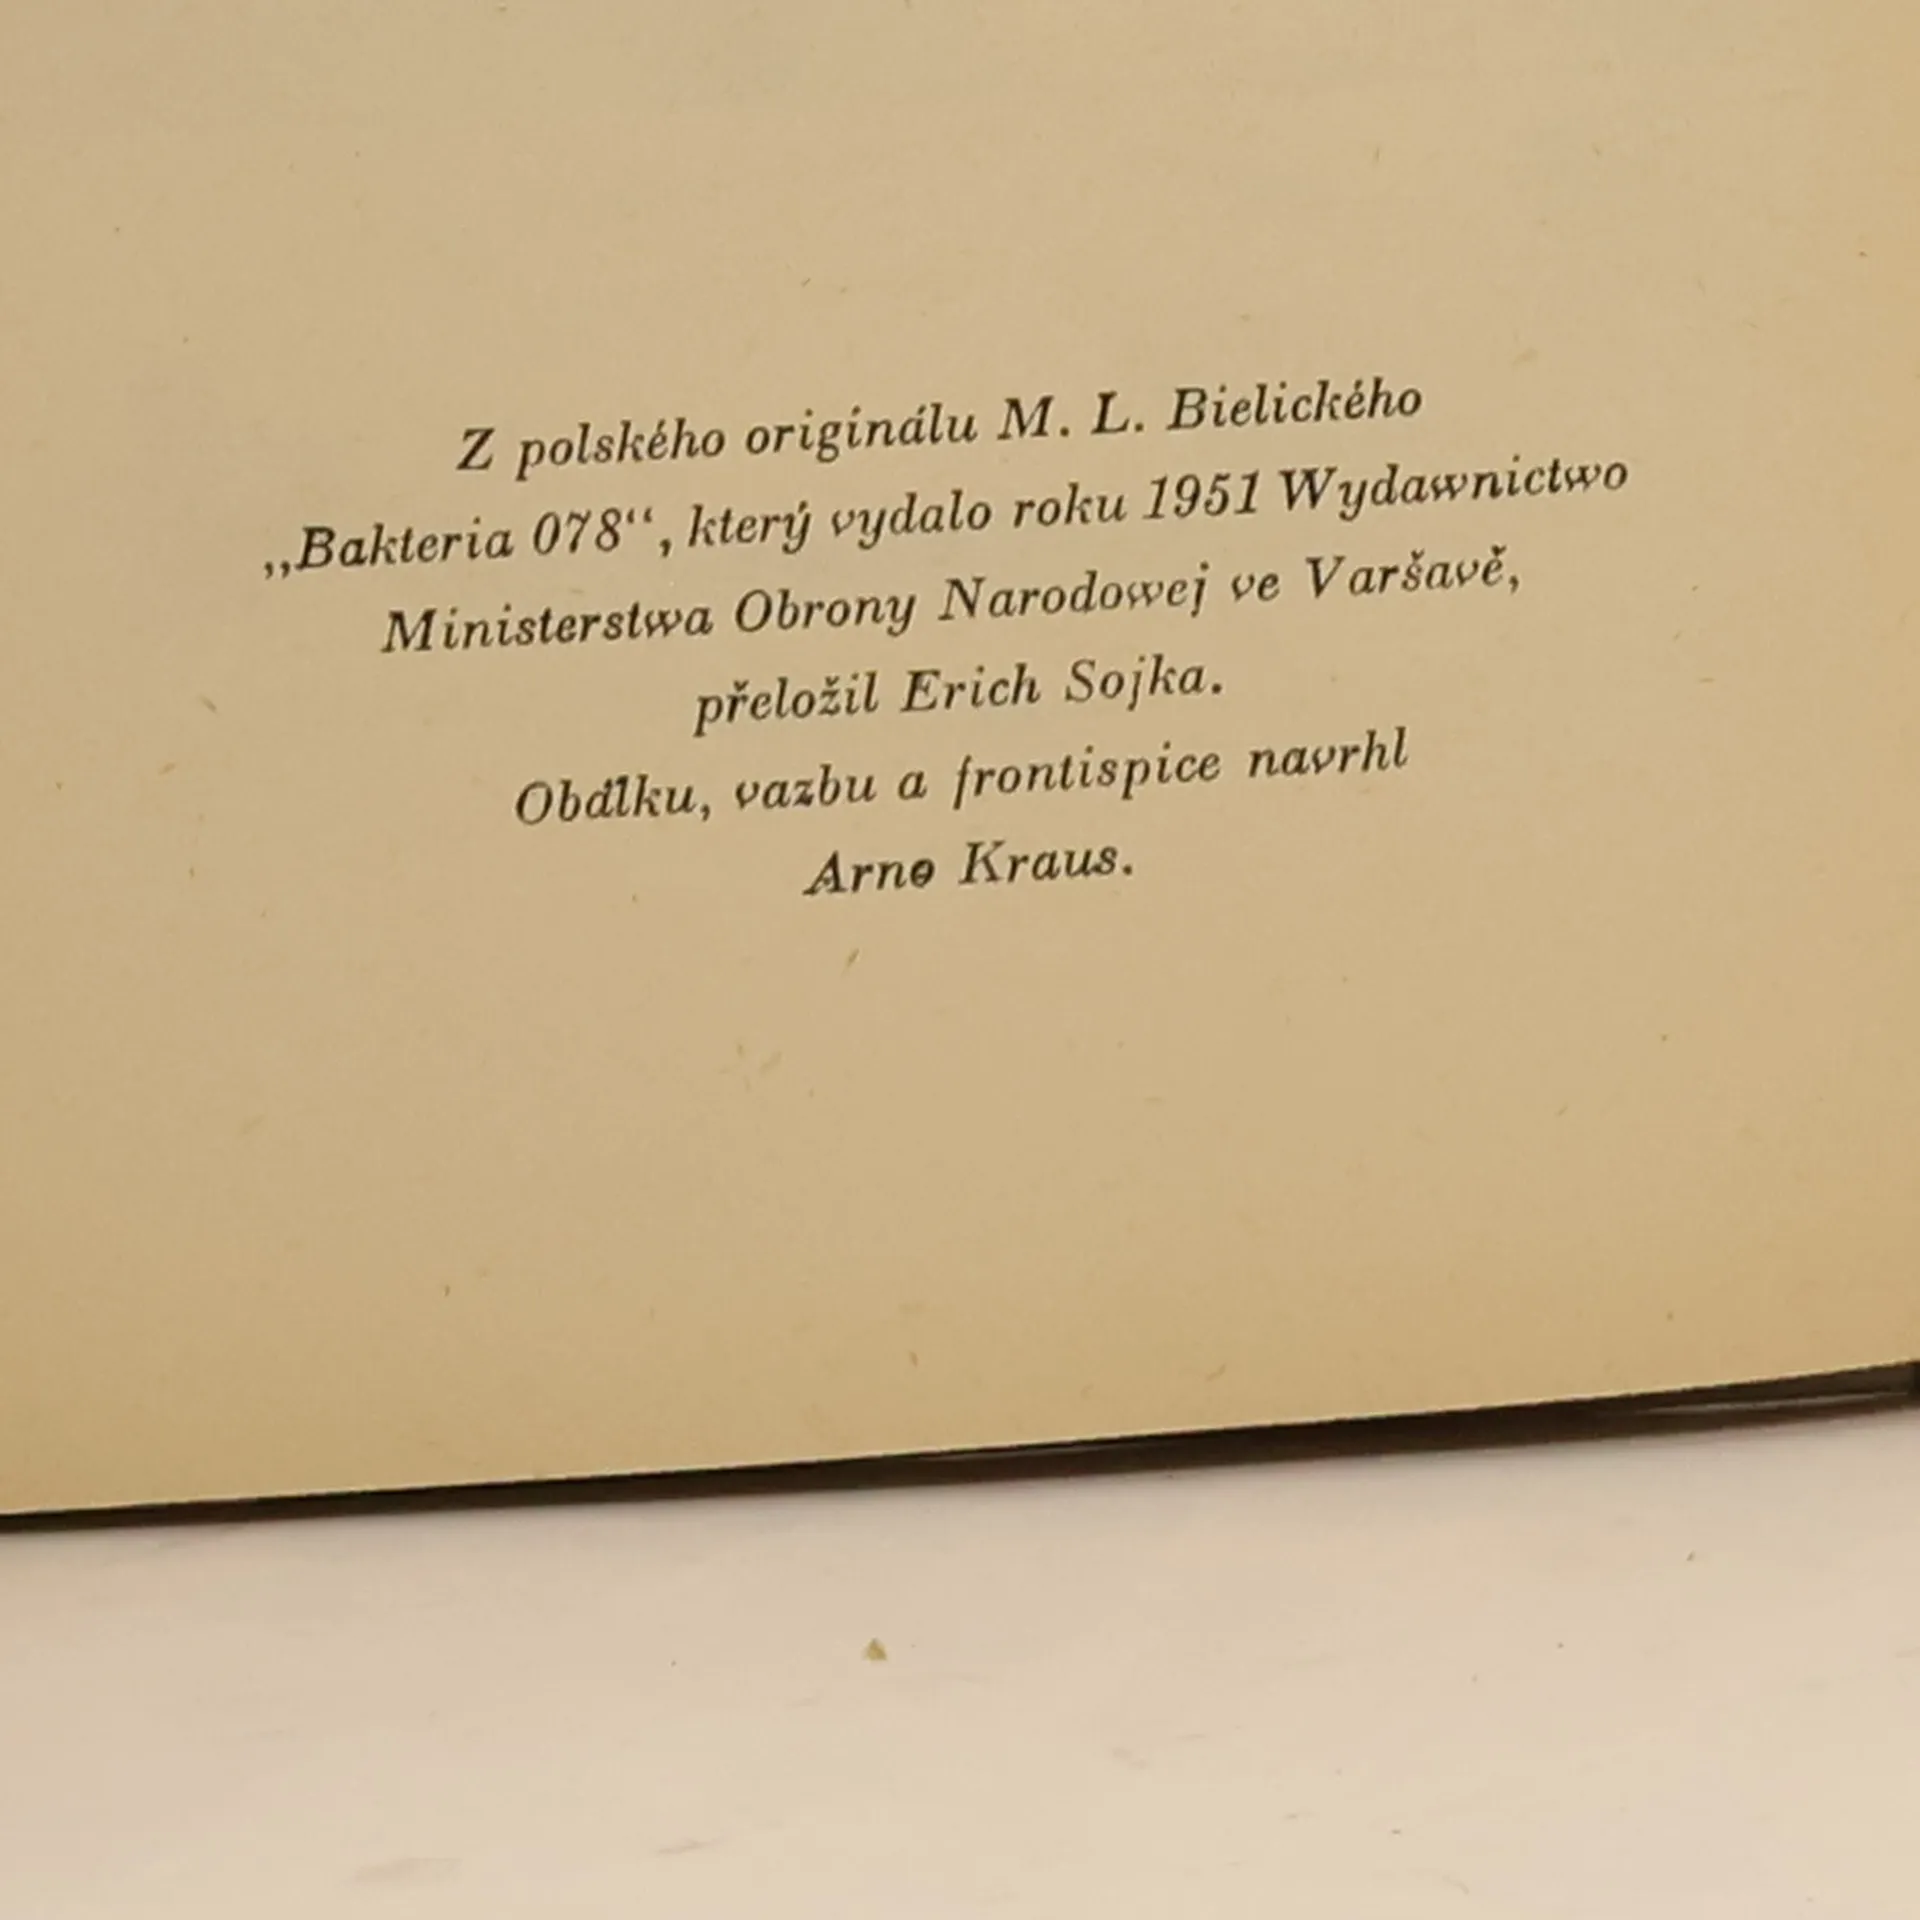 Z polského originálu M. L. Bielického
„Bakteria 078“, který vydalo roku 1951 Wydawnictwo
Ministerstwa Obrony Narodowej ve Varšavě,
přeložil Erich Sojka.
Obálku, vazbu a frontispice navrhl
Arno Kraus.